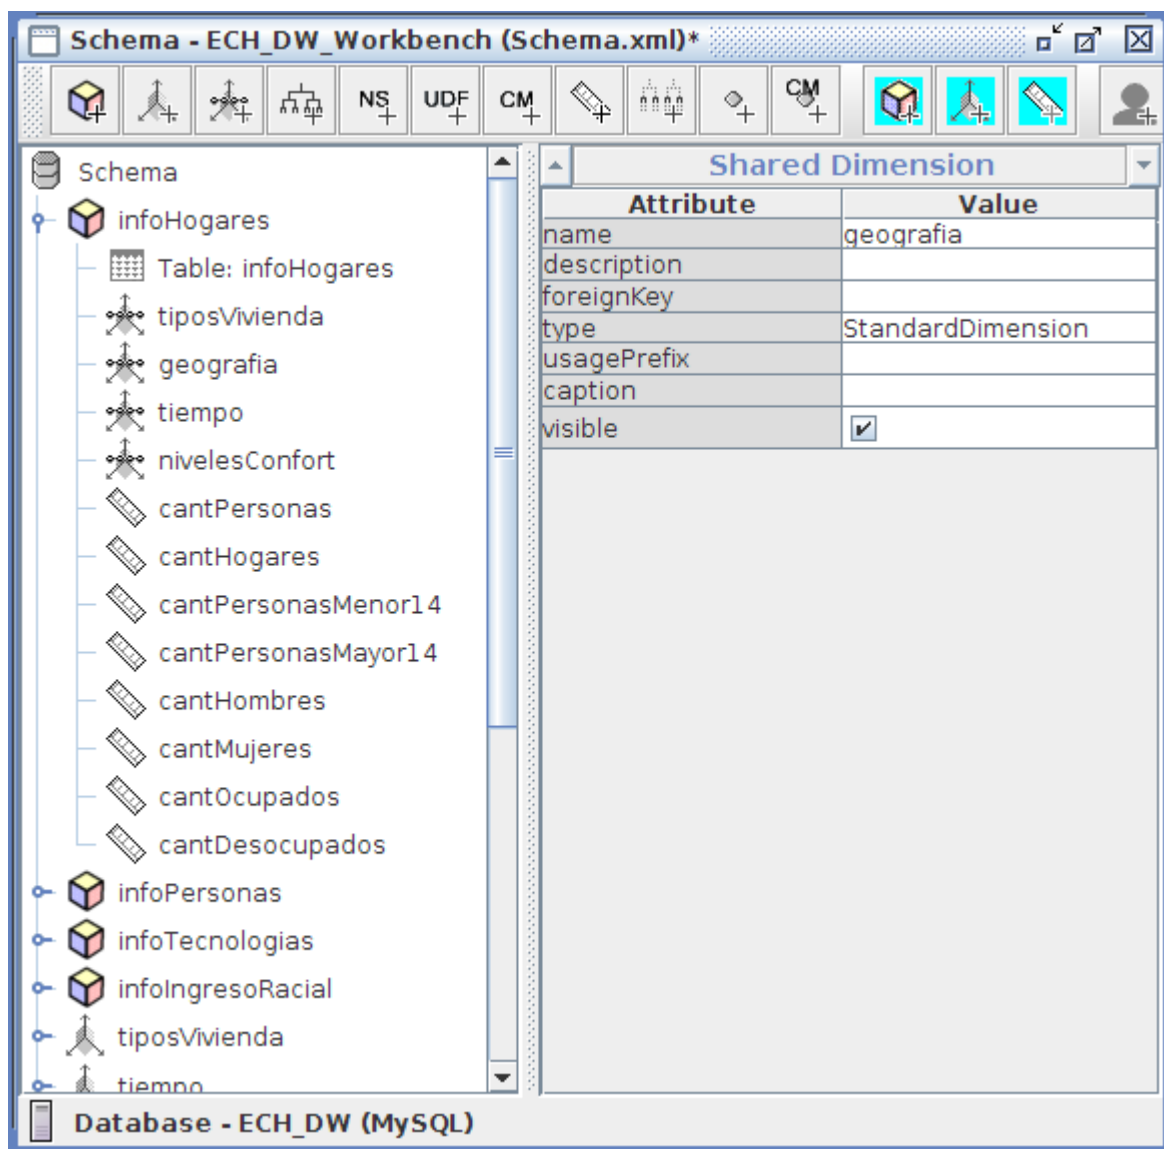 Schema - ECH_DW_Workbench (Schema.xml)*
NS UDF CM CM
Schema
infoHogares
Table: infoHogares
tiposVivienda
geografia
tiempo
nivelesConfort
cantPersonas
cantHogares
cantPersonasMenor14
cantPersonasMayor14
cantHombres
cantMujeres
cantOcupados
cantDesocupados
infoPersonas
infoTecnologias
infoIngresoRacial
tiposVivienda
tiempo
Shared Dimension
Attribute Value
name geografia
description
foreignKey
type StandardDimension
usagePrefix
caption
visible
Database - ECH_DW (MySQL)